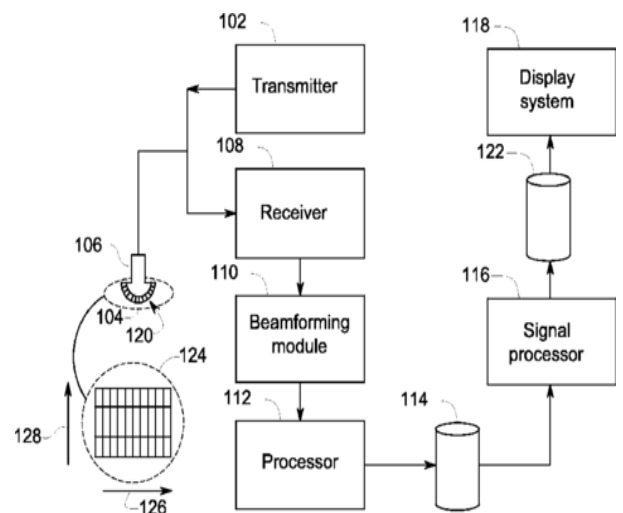 102
Transmitter
118
Display
system
108
Receiver
122
106
104
120
110
Beamforming
module
116
Signal
processor
124
128
126
112
Processor
114